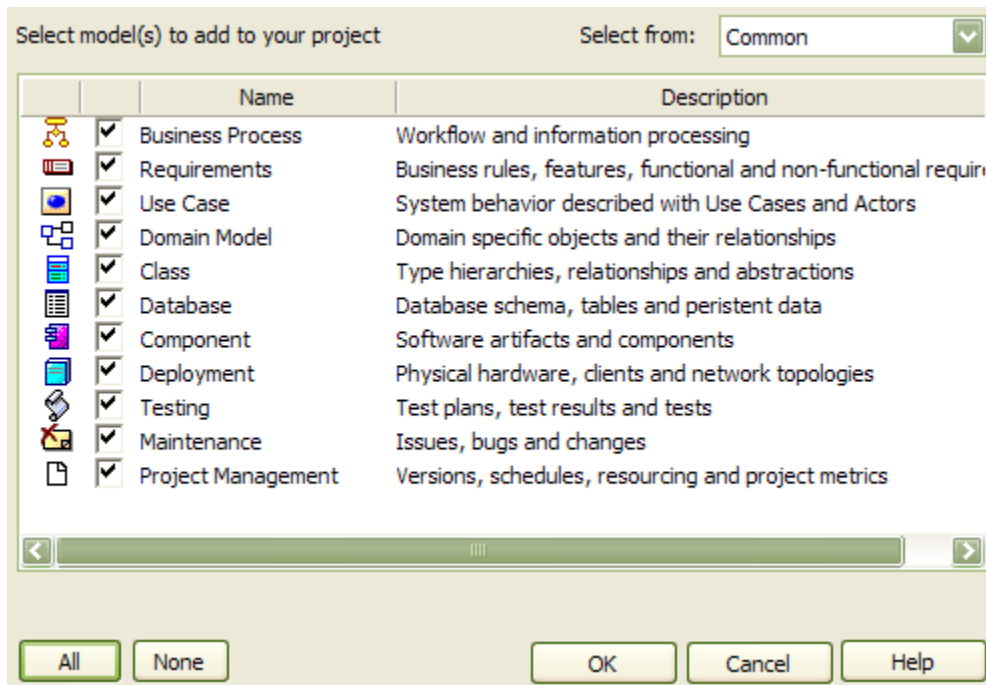 Select model(s) to add to your project Select from: Common
Name Description
Business Process Workflow and information processing
Requirements Business rules, features, functional and non-functional require
Use Case System behavior described with Use Cases and Actors
Domain Model Domain specific objects and their relationships
Class Type hierarchies, relationships and abstractions
Database Database schema, tables and peristent data
Component Software artifacts and components
Deployment Physical hardware, clients and network topologies
Testing Test plans, test results and tests
Maintenance Issues, bugs and changes
Project Management Versions, schedules, resourcing and project metrics
All None OK Cancel Help